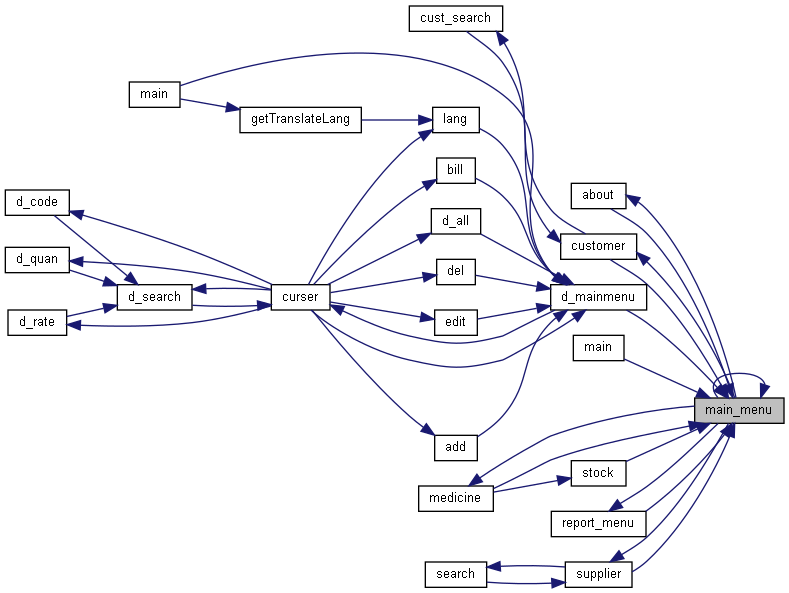 cust_search
main
getTranslateLang
lang
bill
d_code
about
d_all
customer
d_quan
del
d_search
curser
d_mainmenu
d_rate
edit
main
main_menu
add
stock
medicine
report_menu
search
supplier